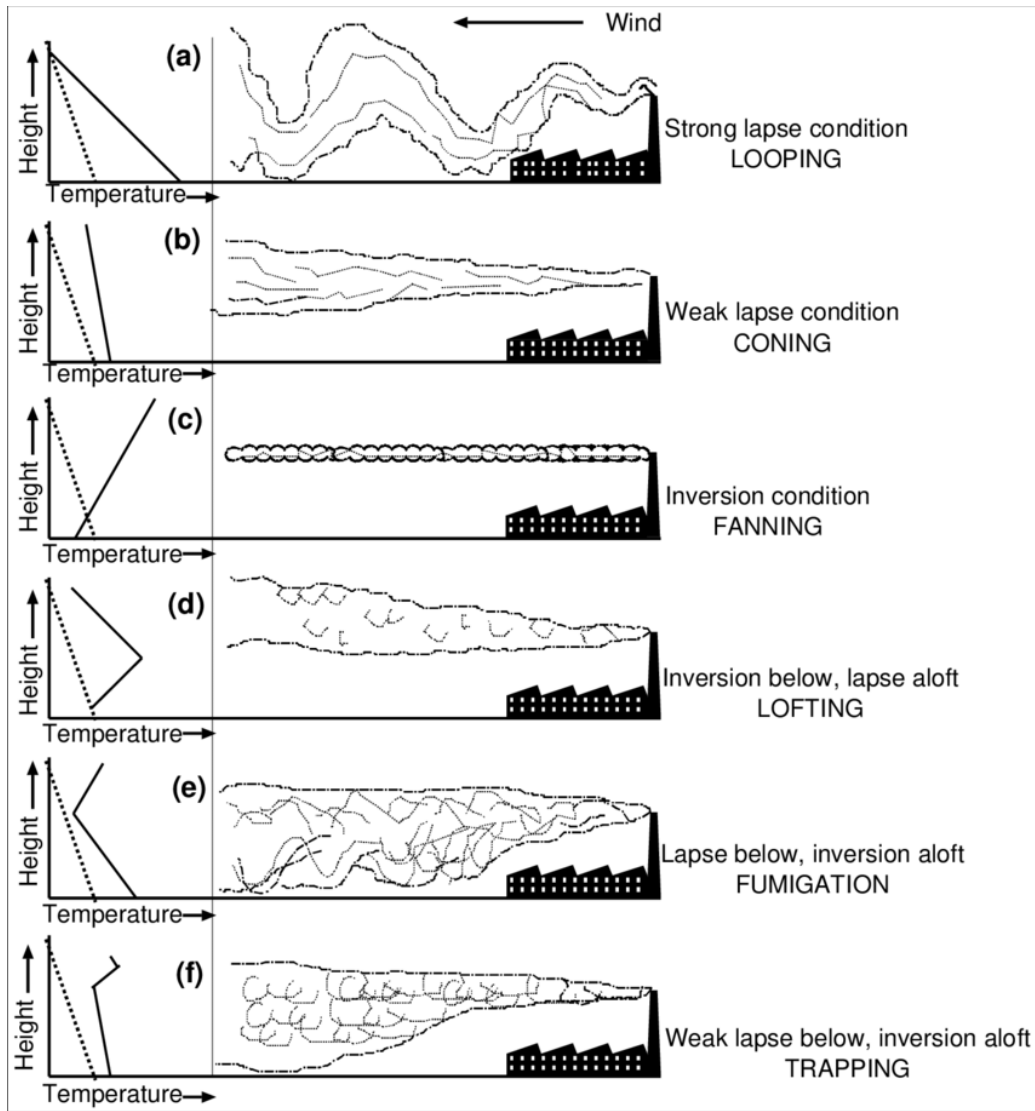 Wind
(a)
Height
Strong lapse condition
LOOPING
Temperature
(b)
Height
Weak lapse condition
CONING
Temperature
(c)
Height
Inversion condition
FANNING
Temperature
(d)
Height
Inversion below, lapse aloft
LOFTING
Temperature
(e)
Height
Lapse below, inversion aloft
FUMIGATION
Temperature
(f)
Height
Weak lapse below, inversion aloft
TRAPPING
Temperature